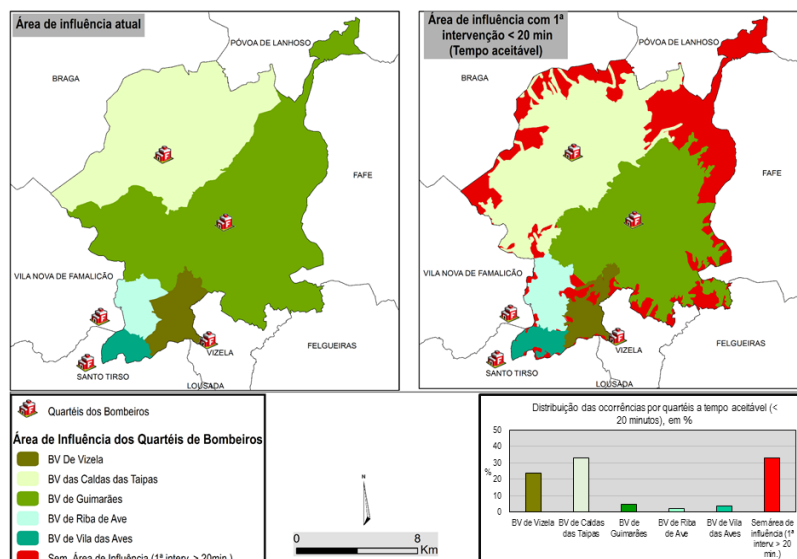 Área de influência atual
PÓVOA DE LANHOSO
BRAGA
FAFE
VILA NOVA DE FAMALICÃO
VIZELA
FELGUEIRAS
SANTO TIRSO
LOUSADA
Área de influência com 1ª
intervenção < 20 min
(Tempo aceitável)
PÓVOA DE LANHOSO
BRAGA
FAFE
VILA NOVA DE FAMALICÃO
VIZELA
FELGUEIRAS
SANTO TIRSO
LOUSADA
Quartéis dos Bombeiros
Área de Influência dos Quartéis de Bombeiros
BV De Vizela
BV das Caldas das Taipas
BV de Guimarães
BV de Riba de Ave
BV de Vila das Aves
Sem Área de Influência (1ª interv. > 20min.)
N
0 8
Km
Distribuição das ocorrências por quartéis a tempo aceitável (<
20 minutos), em %
50
40
30
20
10
0
%
BV de Vizela
BV de Caldas
das Taipas
BV de
Guimarães
BV de Riba
de Ave
BV de Vila
das Aves
Sem área de
influência (1ª
interv. > 20
min.)